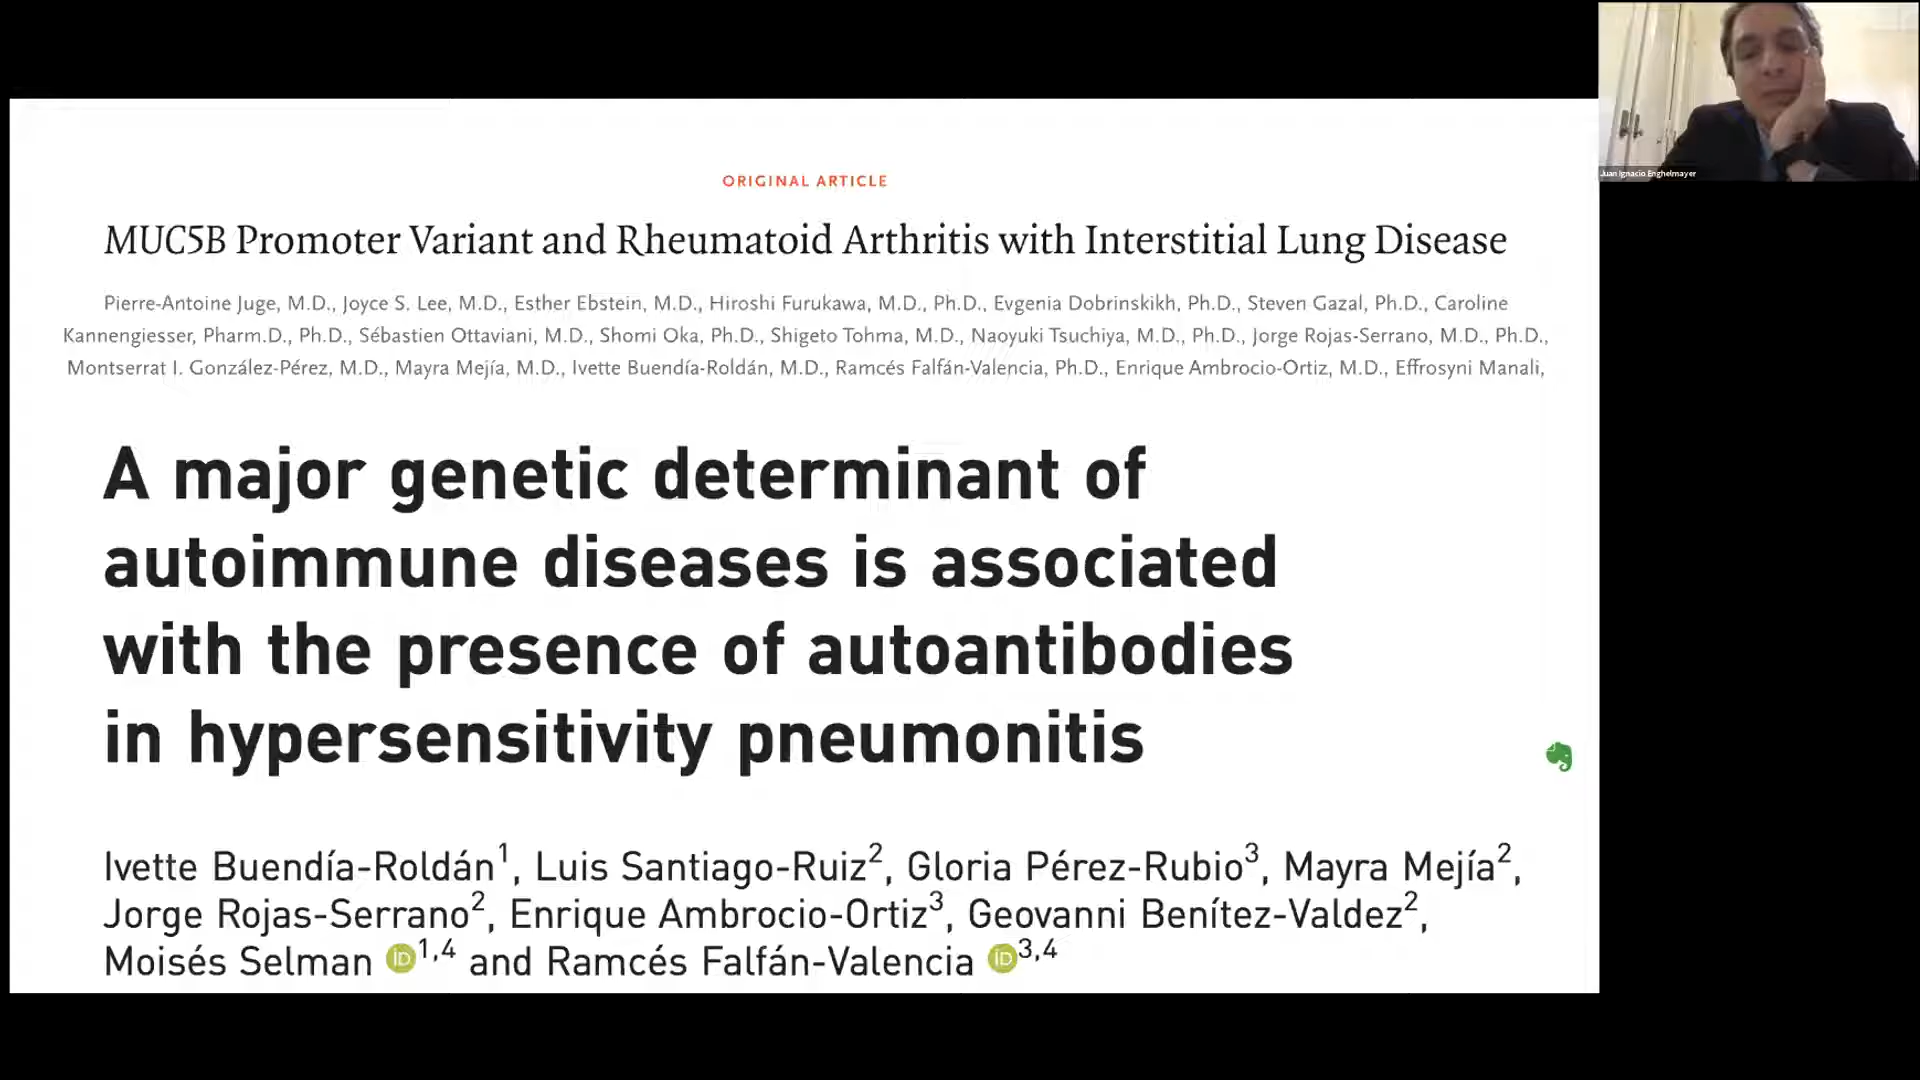 ORIGINAL ARTICLE
MUC5B Promoter Variant and Rheumatoid Arthritis with Interstitial Lung Disease
Pierre-Antoine Juge, M.D., Joyce S. Lee, M.D., Esther Ebstein, M.D., Hiroshi Furukawa, M.D., Ph.D., Evgenia Dobrinskikh, Ph.D., Steven Gazal, Ph.D., Caroline
Kannengiesser, Pharm.D., Ph.D., Sébastien Ottaviani, M.D., Shomi Oka, Ph.D., Shigeto Tohma, M.D., Naoyuki Tsuchiya, M.D., Ph.D., Jorge Rojas-Serrano, M.D., Ph.D.,
Montserrat I. González-Pérez, M.D., Mayra Mejía, M.D., Ivette Buendía-Roldán, M.D., Ramcés Falfán-Valencia, Ph.D., Enrique Ambrocio-Ortiz, M.D., Effrosyni Manali,
A major genetic determinant of
autoimmune diseases is associated
with the presence of autoantibodies
in hypersensitivity pneumonitis
Ivette Buendía-Roldán1, Luis Santiago-Ruiz2, Gloria Pérez-Rubio3, Mayra Mejía2,
Jorge Rojas-Serrano2, Enrique Ambrocio-Ortiz3, Geovanni Benítez-Valdez2,
Moisés Selman iD1,4 and Ramcés Falfán-Valencia iD3,4
Juan Ignacio Enghelmayer